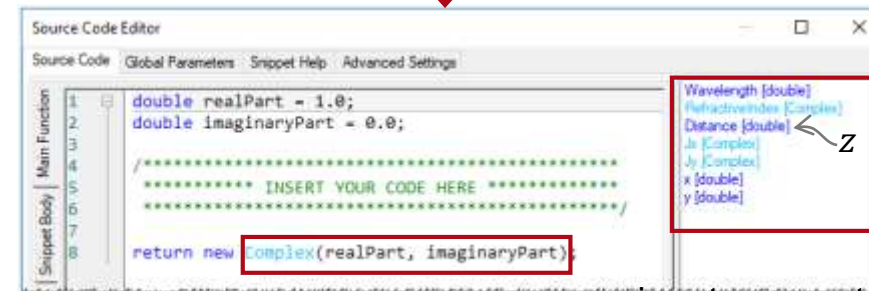 Source Code Editor
Source Code Global Parameters Snippet Help Advanced Settings
Main Function
Snippet Body
1 double realPart = 1.0;
2 double imaginaryPart = 0.0;
3
4 /*************************************************
5 *********** INSERT YOUR CODE HERE *************
6 *************************************************/
7
8 return new Complex(realPart, imaginaryPart);
Wavelength [double]
RefractiveIndex [Complex]
Distance [double]
Jx [Complex]
Jy [Complex]
x [double]
y [double]
z